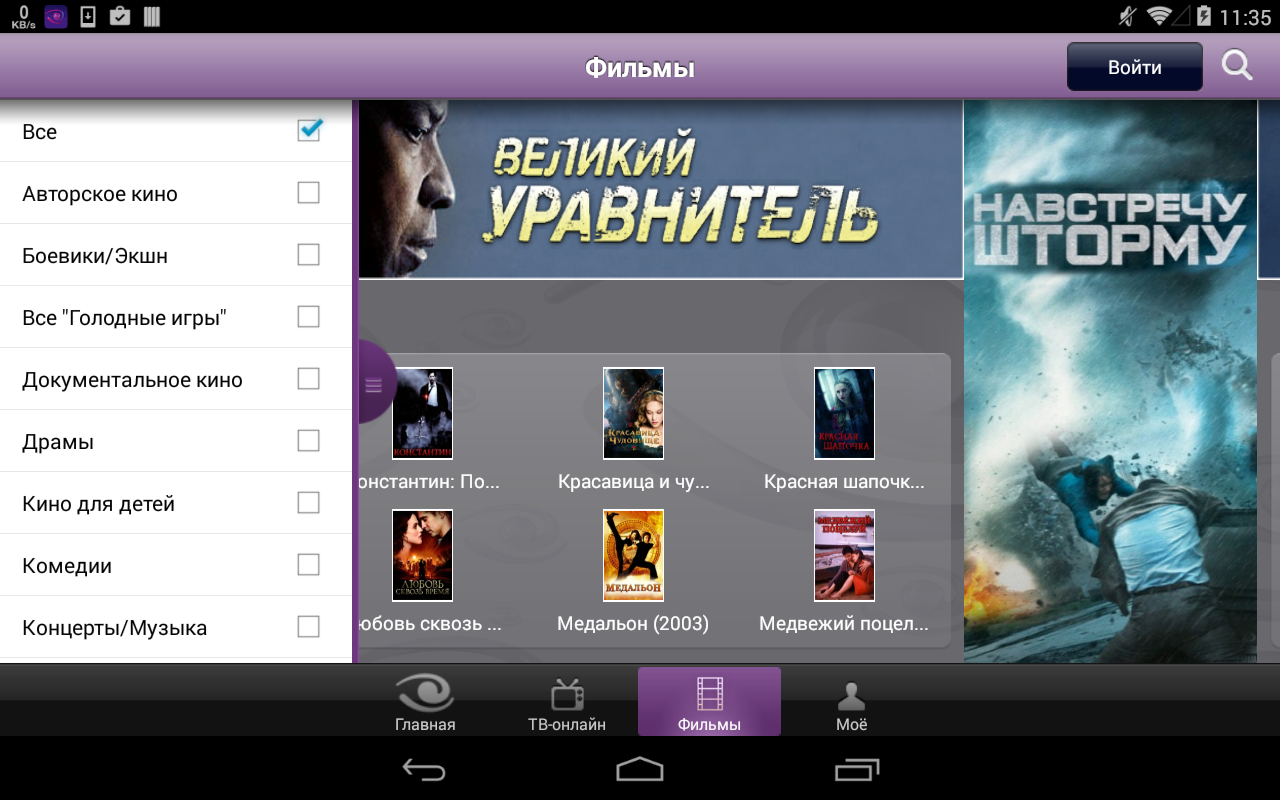 0
KB/s
11:35
Фильмы
Войти
Все
Авторское кино
Боевики/Экшн
Все "Голодные игры"
Документальное кино
Драмы
Кино для детей
Комедии
Концерты/Музыка
ВЕЛИКИЙ
УРАВНИТЕЛЬ
НАВСТРЕЧУ
ШТОРМУ
КОНСТАНТИН
КРАСАВИЦА
ЧУДОВИЩЕ
КРАСНАЯ
ШАПОЧКА
онстантин: По...
Красавица и чу...
Красная шапочк...
ЛЮБОВЬ
СКВОЗЬ ВРЕМЯ
МЕДАЛЬОН
МЕДВЕЖИЙ
ПОЦЕЛУЙ
юбовь сквозь ...
Медальон (2003)
Медвежий поцел...
Главная
ТВ-онлайн
Фильмы
Моё